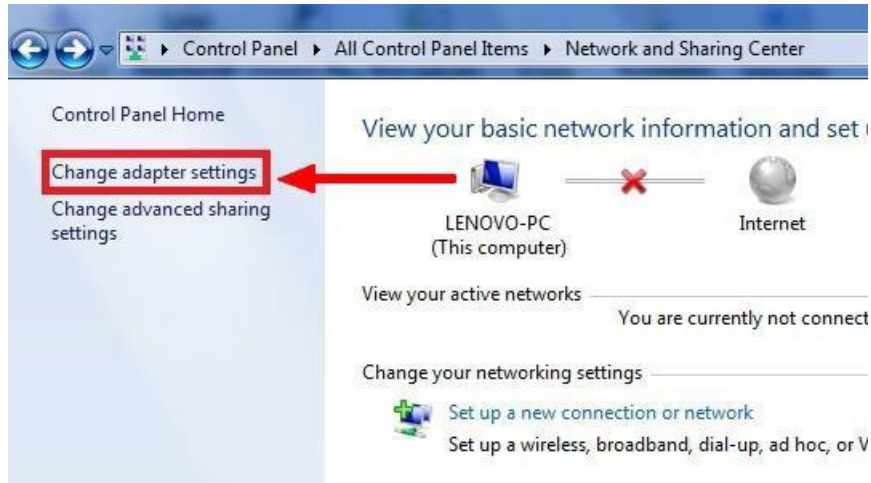 Control Panel ▸ All Control Panel Items ▸ Network and Sharing Center
Control Panel Home
Change adapter settings
Change advanced sharing
settings
View your basic network information and set
LENOVO-PC
(This computer)
Internet
View your active networks
You are currently not connect
Change your networking settings
Set up a new connection or network
Set up a wireless, broadband, dial-up, ad hoc, or V